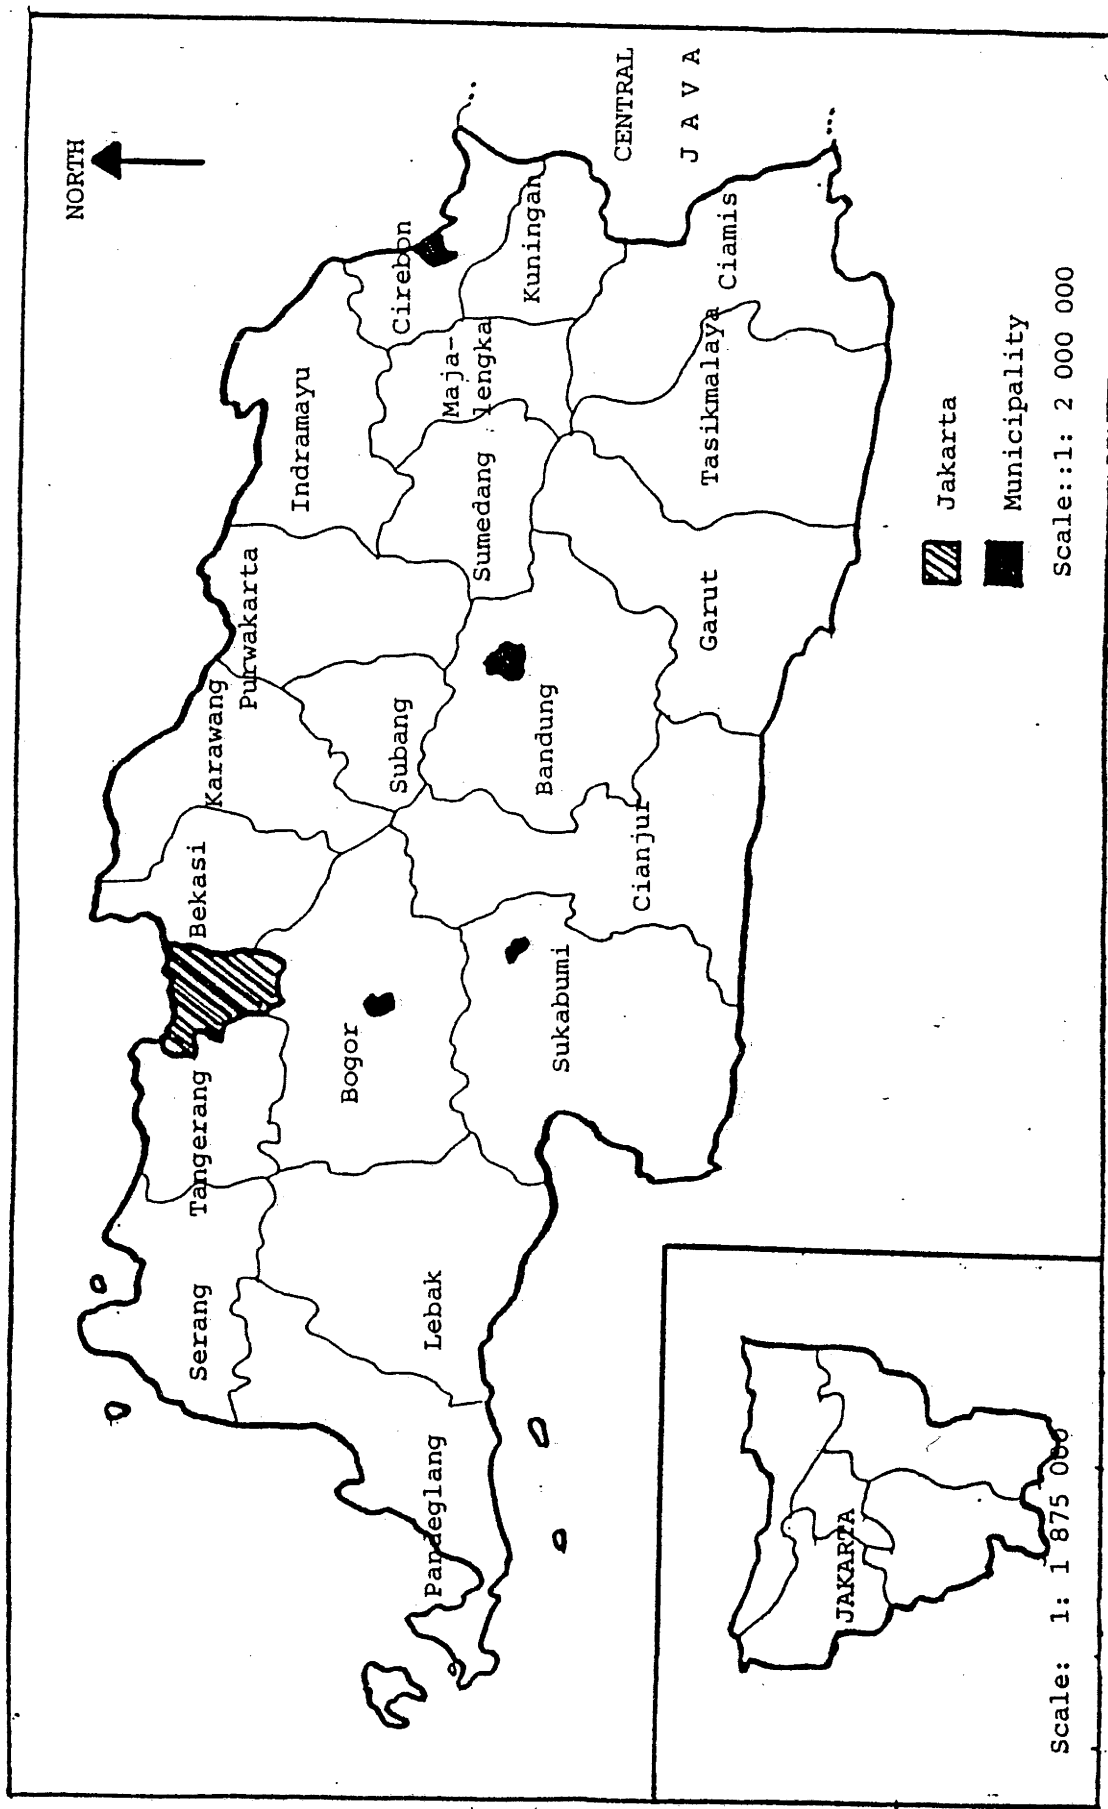 NORTH
CENTRAL
J A V A
Cirebon
Indramayu
Kuningan
Maja-
lengka
Ciamis
Purwakarta
Sumedang
Tasikmalaya
Karawang
Subang
Bandung
Garut
Bekasi
Cianjur
Tangerang
Bogor
Sukabumi
Serang
Lebak
Pandeglang
Jakarta
Municipality
Scale::1: 2 000 000
JAKARTA
Scale: 1: 1 875 000